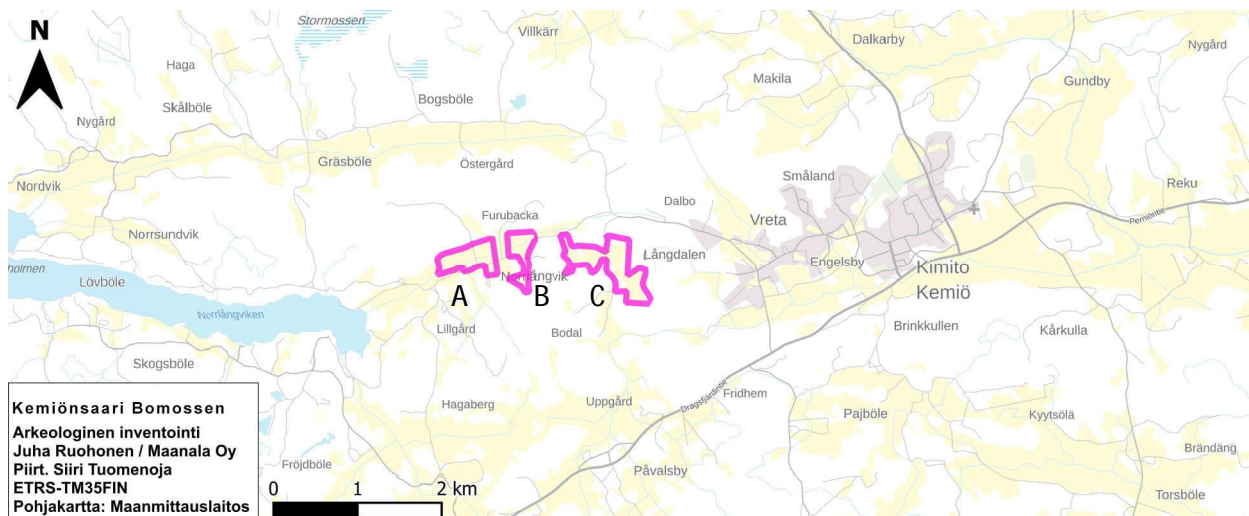 N
Stormossen
Villkärr
Dalkarby
Nygård
Haga
Makila
Gundby
Bogsböle
Skålböle
Nygård
Gräsböle
Östergård
Småland
Reku
Nordvik
Dalbo
Perniöntie
Furubacka
Vreta
Norrsundvik
Långdalen
Engelsby
Kimito
holmen
Lövböle
Norrlångvik
Kemiö
A
B
C
Norrlångviken
Lillgård
Bodal
Brinkkullen
Kårkulla
Skogsböle
Dragsfjärdintie
Fridhem
Hagaberg
Uppgård
Pajböle
Kyytsölä
Brändäng
Fröjdböle
Påvalsby
Torsböle
Kemiönsaari Bomossen
Arkeologinen inventointi
Juha Ruohonen / Maanala Oy
Piirt. Siiri Tuomenoja
ETRS-TM35FIN
Pohjakartta: Maanmittauslaitos
0 1 2 km